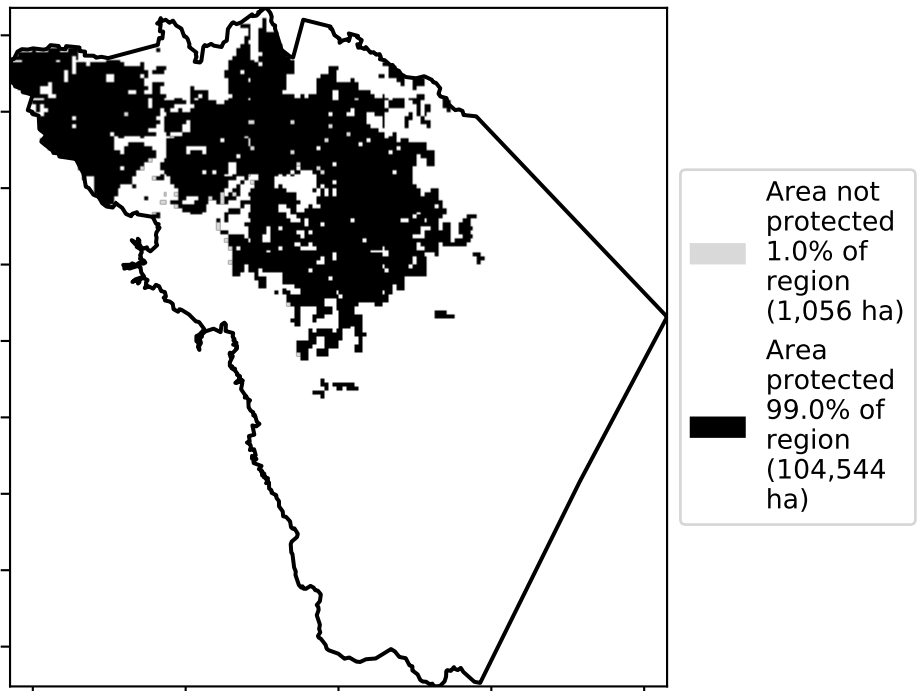 Area not
protected
1.0% of
region
(1,056 ha)
Area
protected
99.0% of
region
(104,544
ha)